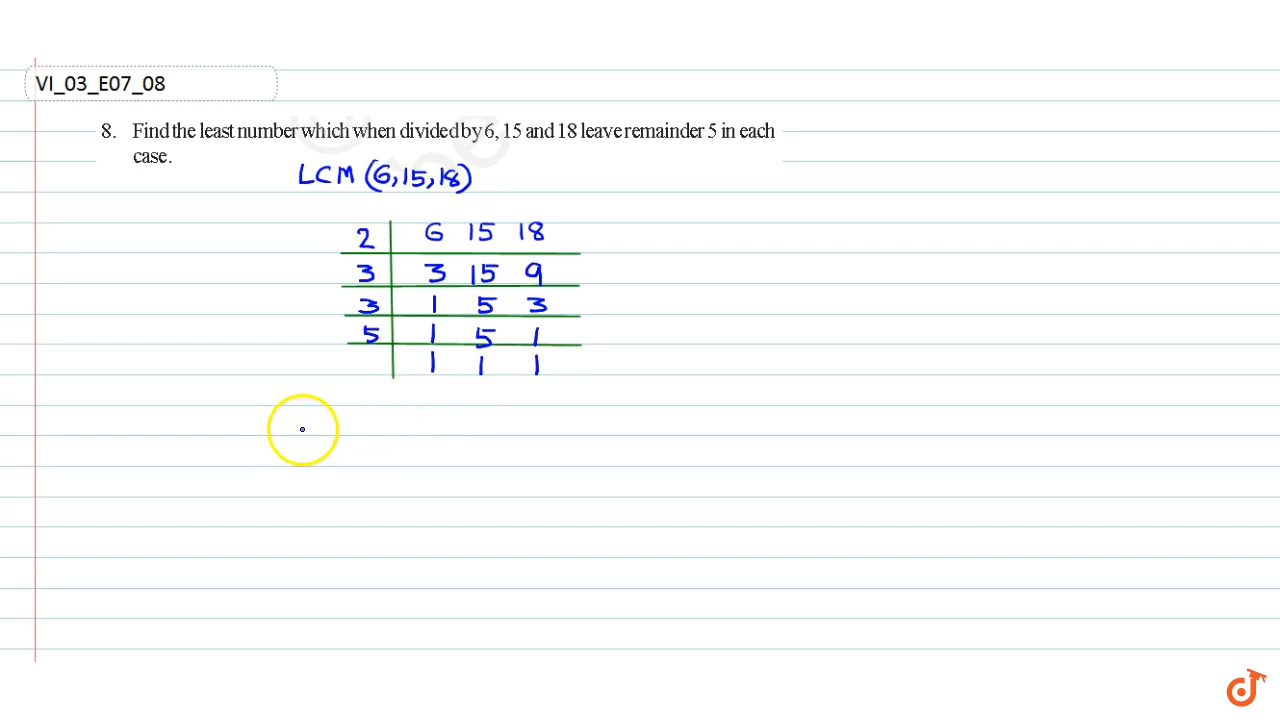 VI_03_E07_08
8. Find the least number which when divided by 6, 15 and 18 leave remainder 5 in each
case.
LCM (6,15,18)
2 6 15 18
3 3 15 9
3 1 5 3
5 1 5 1
1 1 1